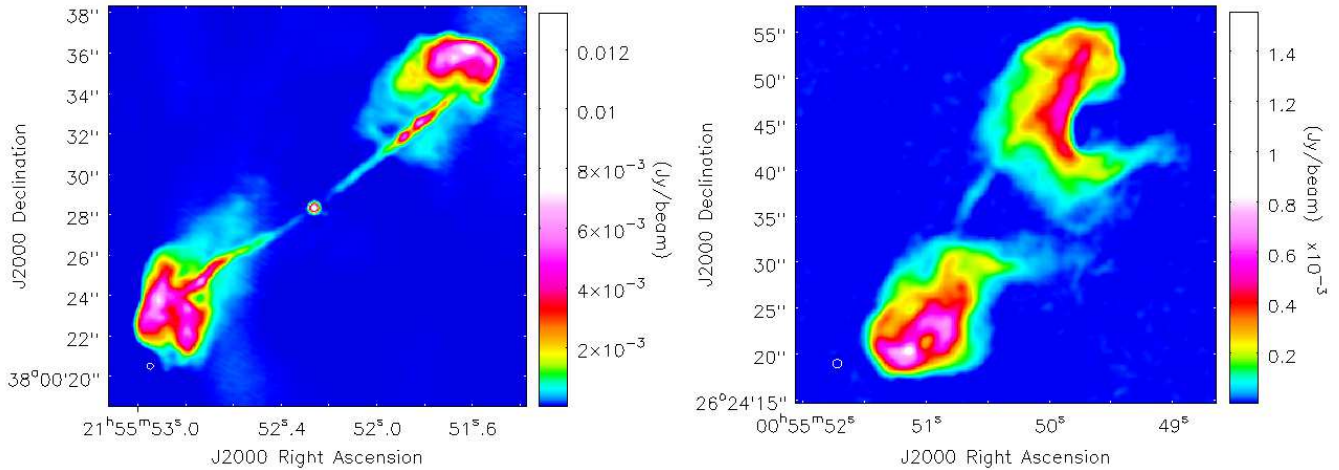 38''
36''
34''
32''
30''
28''
26''
24''
22''
38°00'20''
J2000 Declination
21ʰ55ᵐ53ˢ.0
52ˢ.4
52ˢ.0
51ˢ.6
J2000 Right Ascension
0.012
0.01
8×10⁻³
6×10⁻³
4×10⁻³
2×10⁻³
(Jy/beam)
55''
50''
45''
40''
35''
30''
25''
20''
26°24'15''
J2000 Declination
00ʰ55ᵐ52ˢ
51ˢ
50ˢ
49ˢ
J2000 Right Ascension
1.4
1.2
1
0.8
0.6
0.4
0.2
(Jy/beam) ×10⁻³